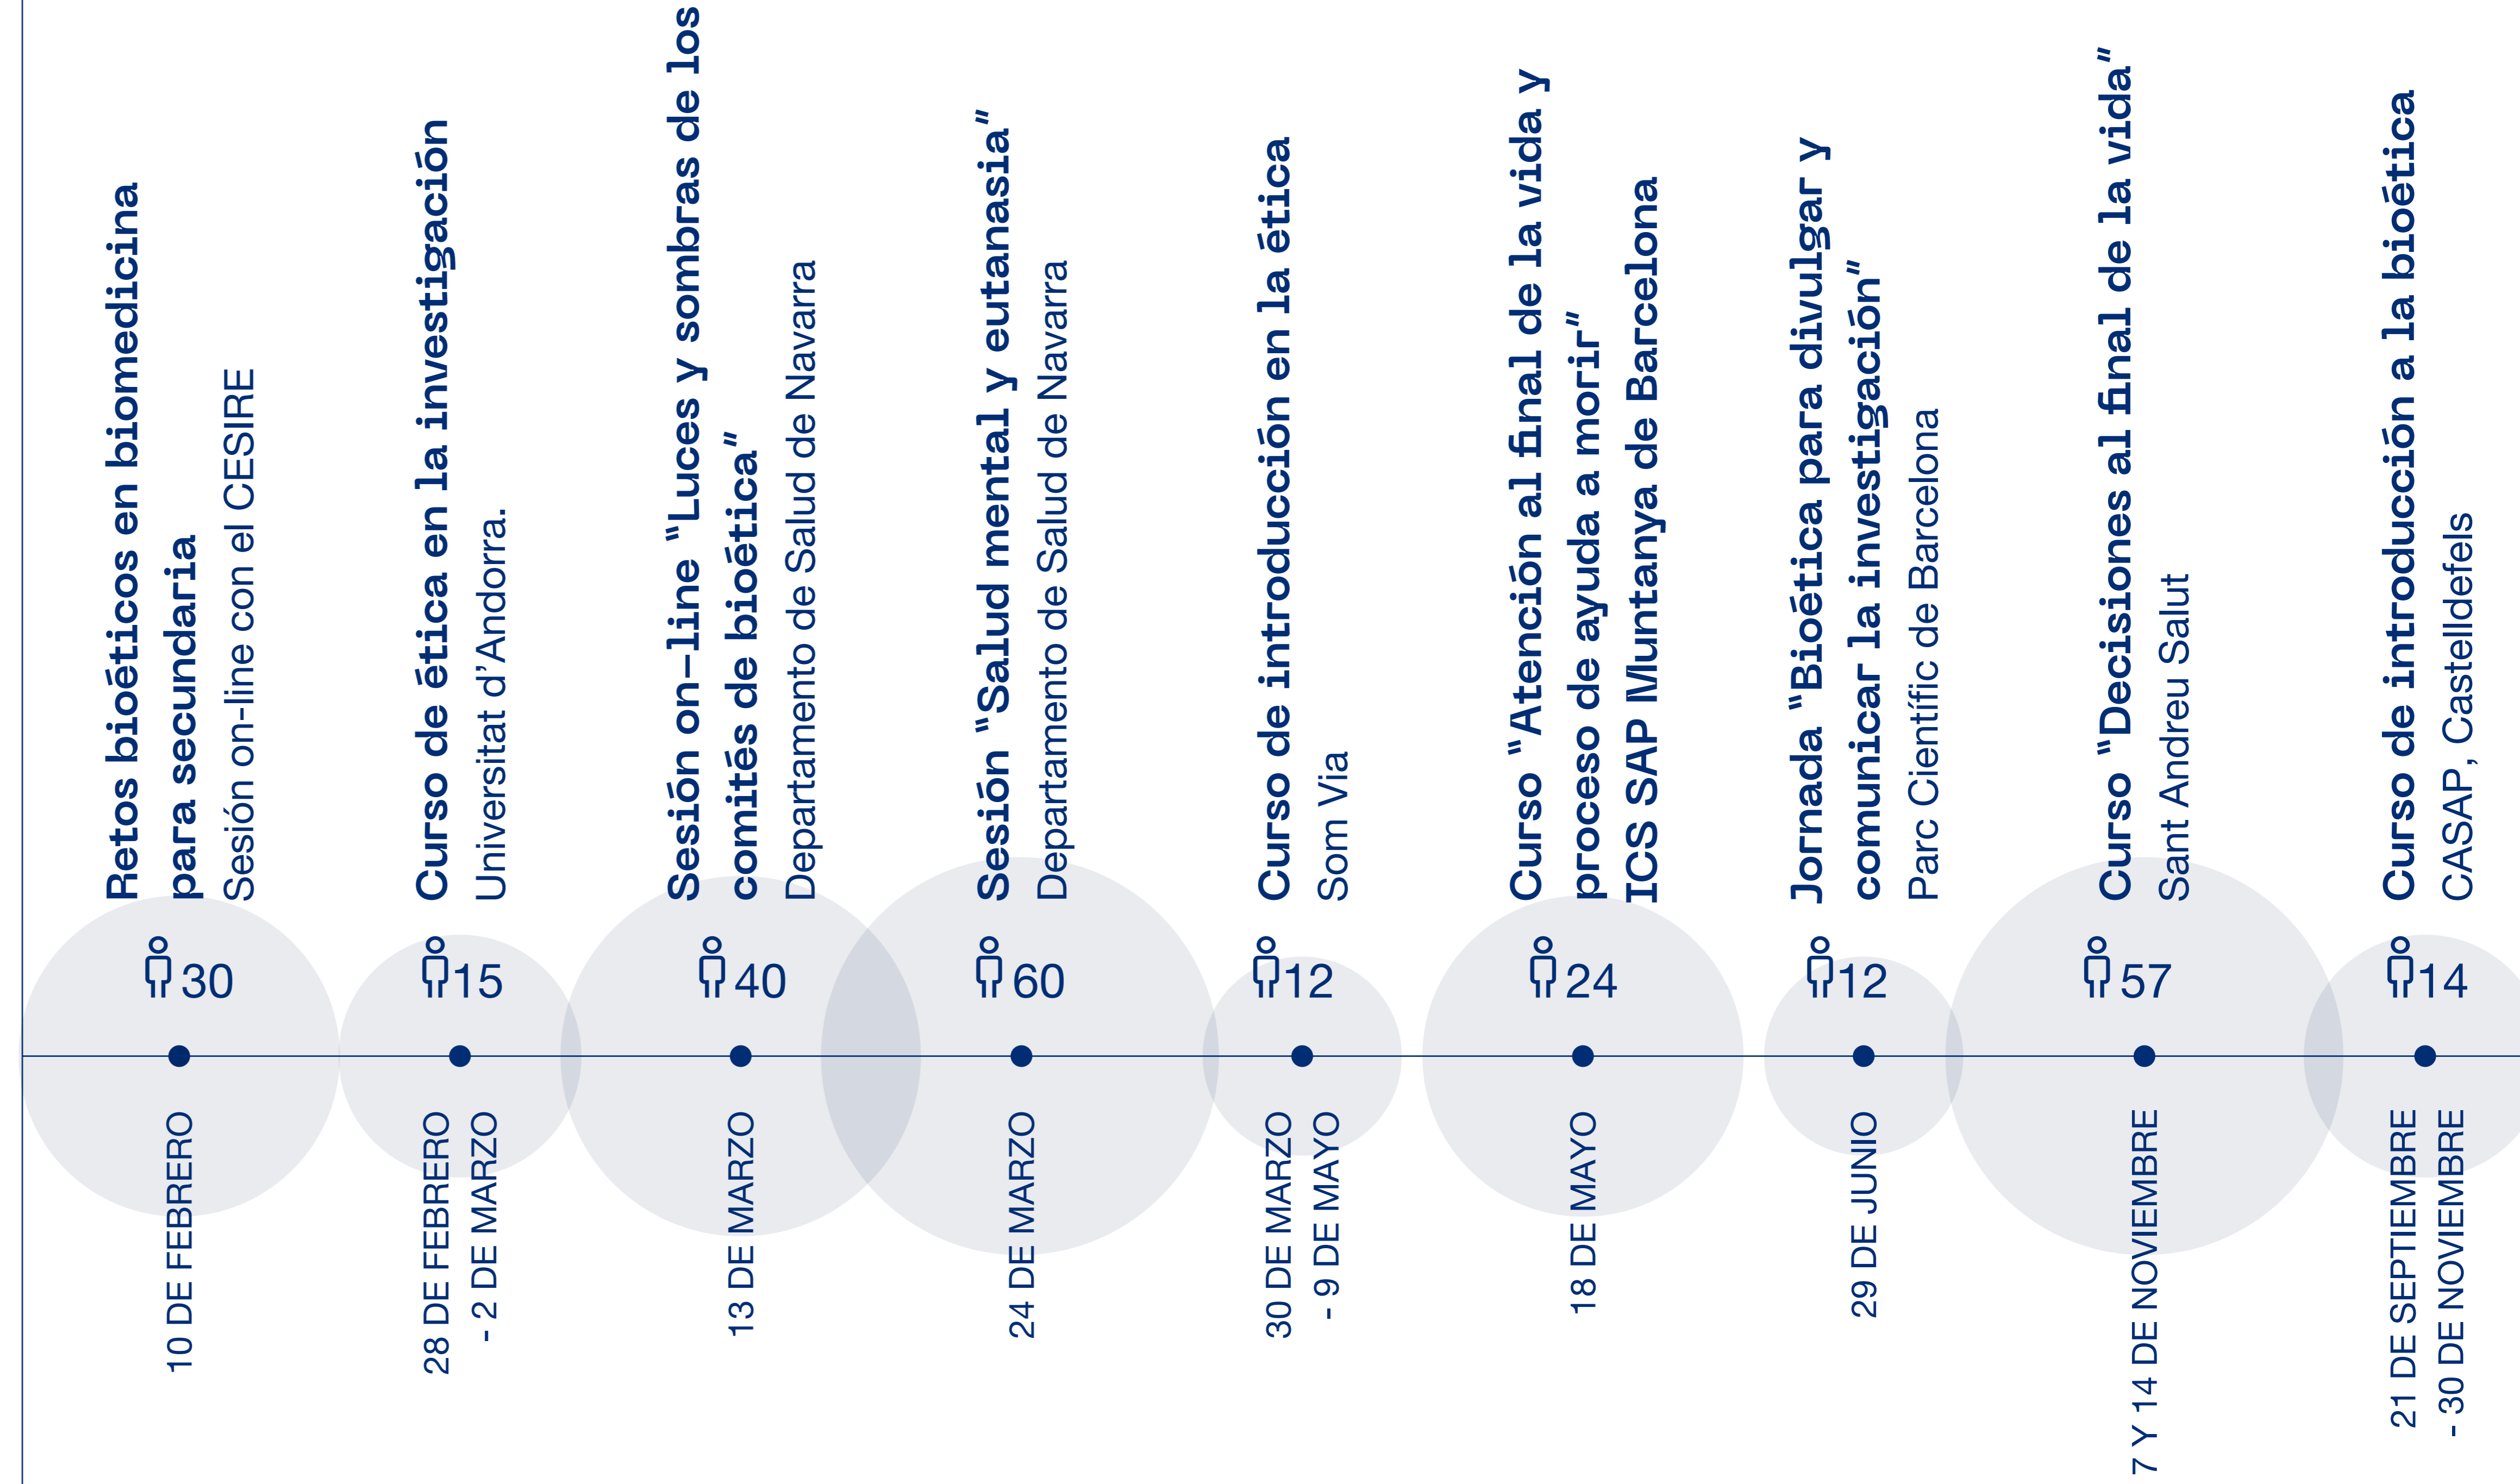 Retos bioéticos en biomedicina
para secundaria
Sesión on-line con el CESIRE
30
10 DE FEBRERO
Curso de ética en la investigación
Universitat d'Andorra.
15
28 DE FEBRERO
- 2 DE MARZO
Sesión on-line "Luces y sombras de los
comités de bioética"
Departamento de Salud de Navarra
40
13 DE MARZO
Sesión "Salud mental y eutanasia"
Departamento de Salud de Navarra
60
24 DE MARZO
Curso de introducción en la ética
Som Via
12
30 DE MARZO
- 9 DE MAYO
Curso "Atención al final de la vida y
proceso de ayuda a morir"
ICS SAP Muntanya de Barcelona
24
18 DE MAYO
Jornada "Bioética para divulgar y
comunicar la investigación"
Parc Científic de Barcelona
12
29 DE JUNIO
Curso "Decisiones al final de la vida"
Sant Andreu Salut
57
7 Y 14 DE NOVIEMBRE
Curso de introducción a la bioética
CASAP, Castelldefels
14
21 DE SEPTIEMBRE
- 30 DE NOVIEMBRE